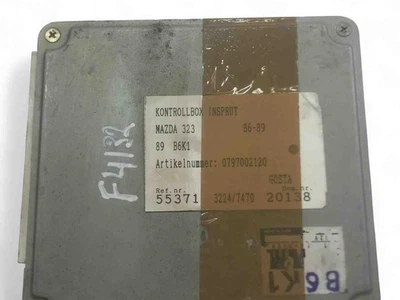 KONTROLLBOX INSPRUT
MAZDA 323 86-89
89 B6K1
Artikelnummer: 0797002120
GÖSTA
Ref.nr.
55371 3224/7470 20138
F4132
B6K1